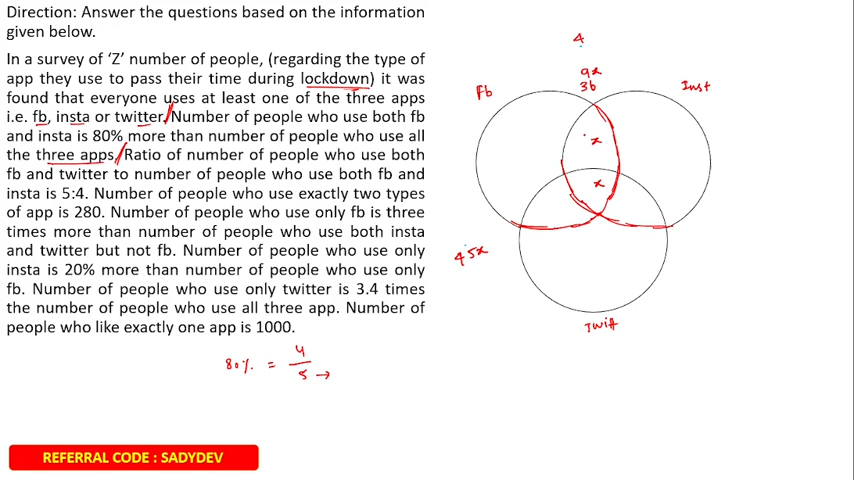 Direction: Answer the questions based on the information
given below.
In a survey of 'Z' number of people, (regarding the type of
app they use to pass their time during lockdown) it was
found that everyone uses at least one of the three apps
i.e. fb, insta or twitter. Number of people who use both fb
and insta is 80% more than number of people who use all
the three apps. Ratio of number of people who use both
fb and twitter to number of people who use both fb and
insta is 5:4. Number of people who use exactly two types
of app is 280. Number of people who use only fb is three
times more than number of people who use both insta
and twitter but not fb. Number of people who use only
insta is 20% more than number of people who use only
fb. Number of people who use only twitter is 3.4 times
the number of people who use all three app. Number of
people who like exactly one app is 1000.
80% = 4/5 →
4
9x
36
Fb
Inst
x
x
45x
Twitt
REFERRAL CODE : SADYDEV